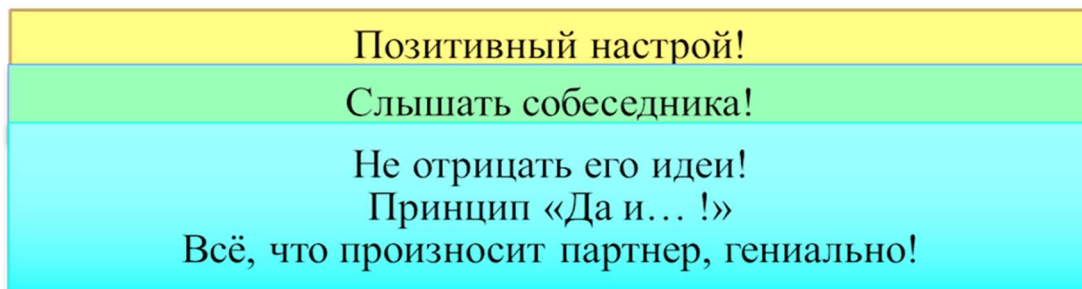 Позитивный настрой!
Слышать собеседника!
Не отрицать его идеи!
Принцип «Да и… !»
Всё, что произносит партнер, гениально!